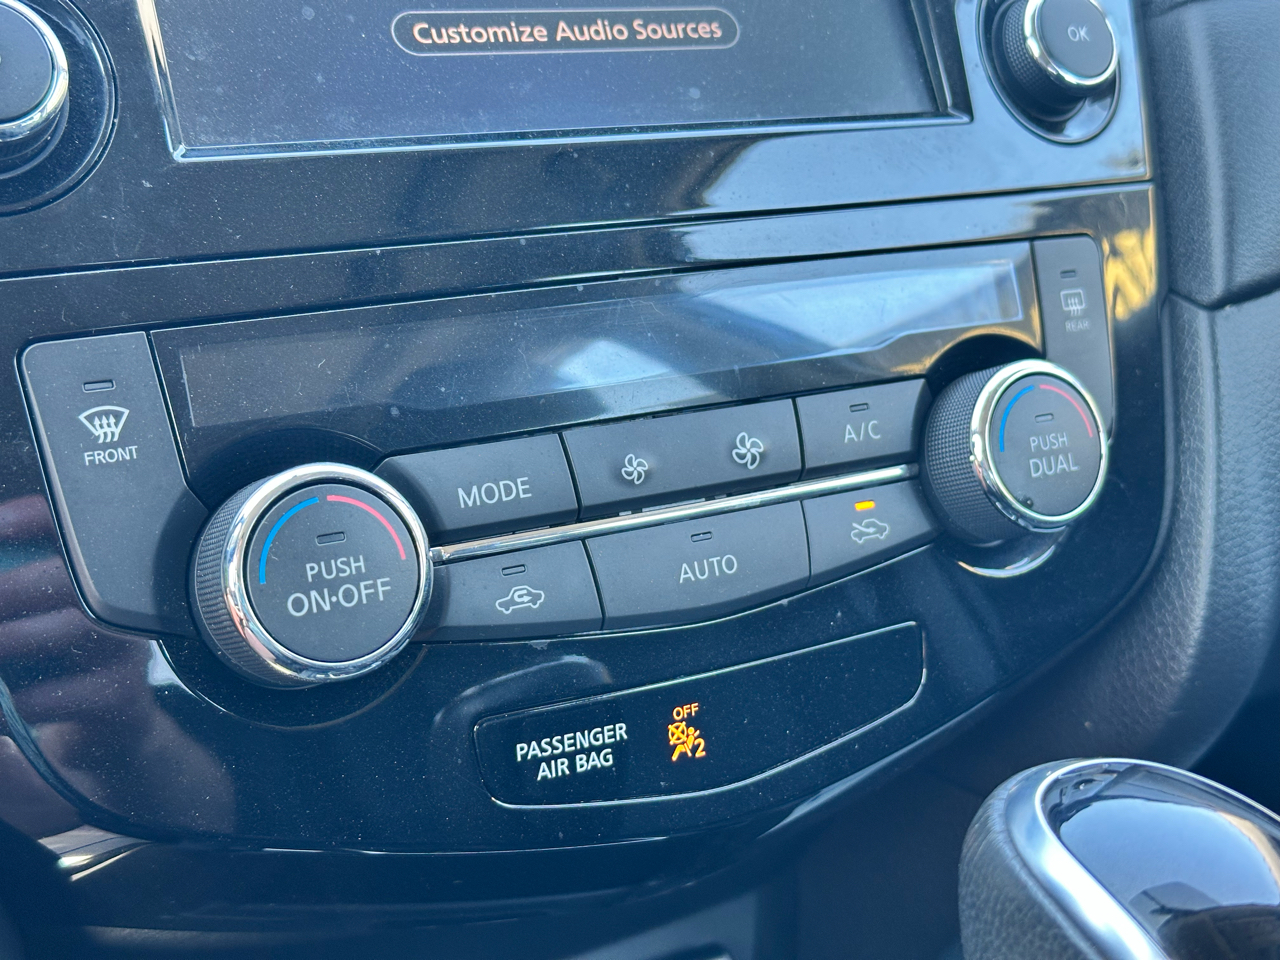 Customize Audio Sources
OK
REAR
FRONT
MODE
A/C
PUSH
DUAL
PUSH
ON·OFF
AUTO
PASSENGER
AIR BAG
OFF
2